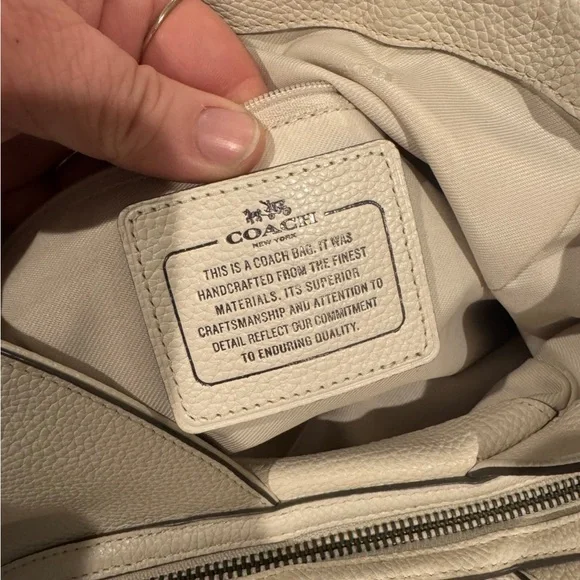 COACH
NEW YORK
THIS IS A COACH BAG. IT WAS
HANDCRAFTED FROM THE FINEST
MATERIALS. ITS SUPERIOR
CRAFTSMANSHIP AND ATTENTION TO
DETAIL REFLECT OUR COMMITMENT
TO ENDURING QUALITY.